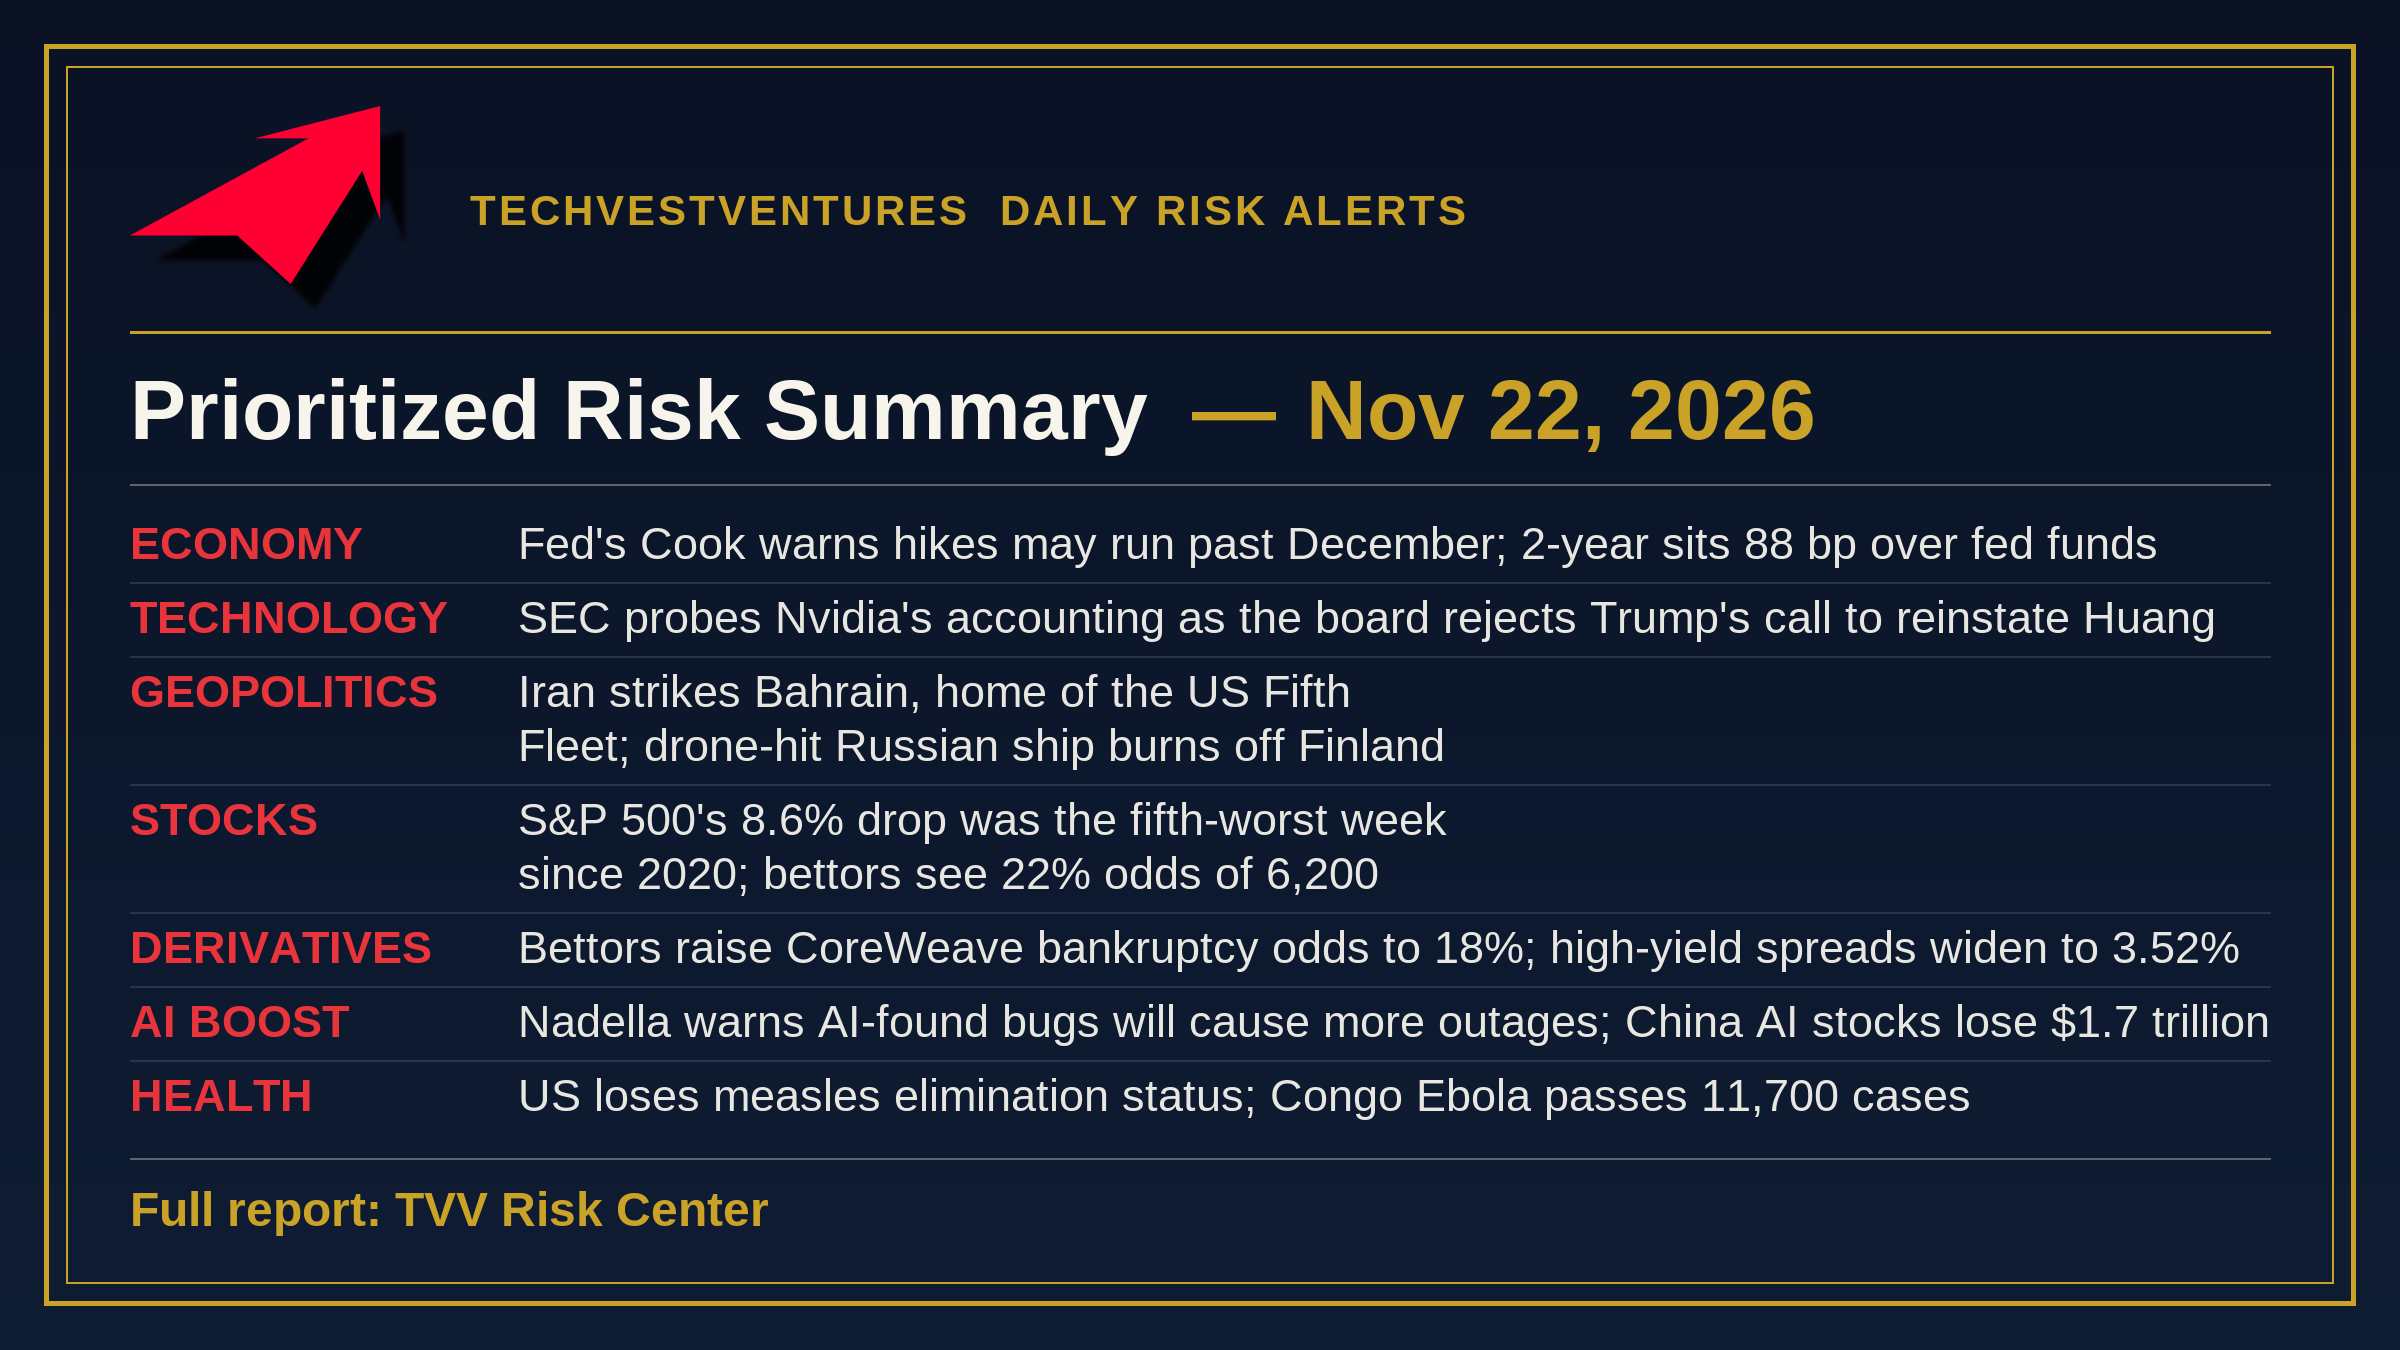 TECHVESTVENTURES DAILY RISK ALERTS
Prioritized Risk Summary — Nov 22, 2026
ECONOMY Fed's Cook warns hikes may run past December; 2-year sits 88 bp over fed funds
TECHNOLOGY SEC probes Nvidia's accounting as the board rejects Trump's call to reinstate Huang
GEOPOLITICS Iran strikes Bahrain, home of the US Fifth
Fleet; drone-hit Russian ship burns off Finland
STOCKS S&P 500's 8.6% drop was the fifth-worst week
since 2020; bettors see 22% odds of 6,200
DERIVATIVES Bettors raise CoreWeave bankruptcy odds to 18%; high-yield spreads widen to 3.52%
AI BOOST Nadella warns AI-found bugs will cause more outages; China AI stocks lose $1.7 trillion
HEALTH US loses measles elimination status; Congo Ebola passes 11,700 cases
Full report: TVV Risk Center